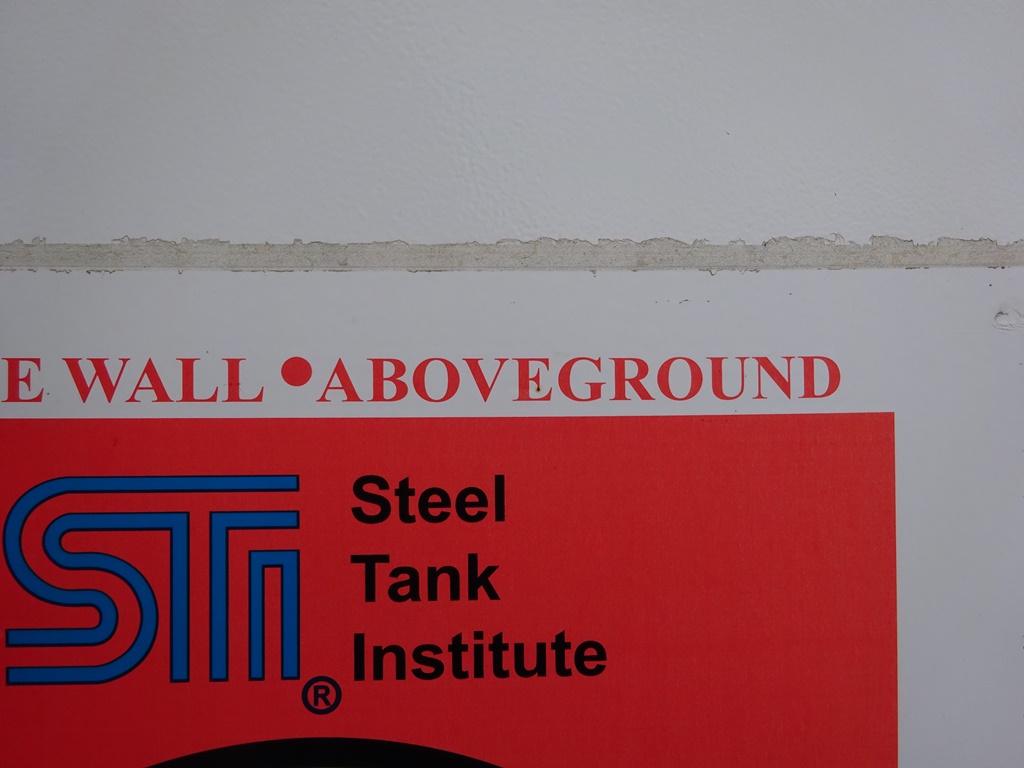 E WALL •ABOVEGROUND
STI®
Steel
Tank
Institute